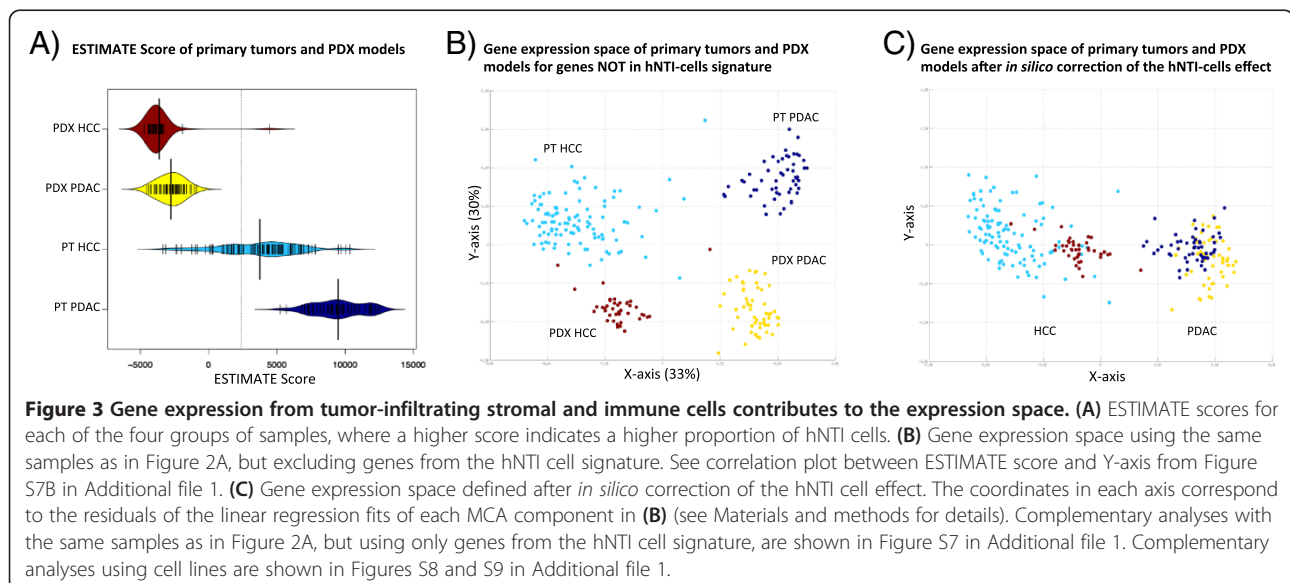 A) ESTIMATE Score of primary tumors and PDX models
PDX HCC
PDX PDAC
PT HCC
PT PDAC
-5000 0 5000 10000 15000
ESTIMATE Score
B) Gene expression space of primary tumors and PDX
models for genes NOT in hNTI-cells signature
PT PDAC
PT HCC
PDX PDAC
PDX HCC
Y-axis (30%)
X-axis (33%)
C) Gene expression space of primary tumors and PDX
models after in silico correction of the hNTI-cells effect
Y-axis
HCC PDAC
X-axis
Figure 3 Gene expression from tumor-infiltrating stromal and immune cells contributes to the expression space. (A) ESTIMATE scores for
each of the four groups of samples, where a higher score indicates a higher proportion of hNTI cells. (B) Gene expression space using the same
samples as in Figure 2A, but excluding genes from the hNTI cell signature. See correlation plot between ESTIMATE score and Y-axis from Figure
S7B in Additional file 1. (C) Gene expression space defined after in silico correction of the hNTI cell effect. The coordinates in each axis correspond
to the residuals of the linear regression fits of each MCA component in (B) (see Materials and methods for details). Complementary analyses with
the same samples as in Figure 2A, but using only genes from the hNTI cell signature, are shown in Figure S7 in Additional file 1. Complementary
analyses using cell lines are shown in Figures S8 and S9 in Additional file 1.